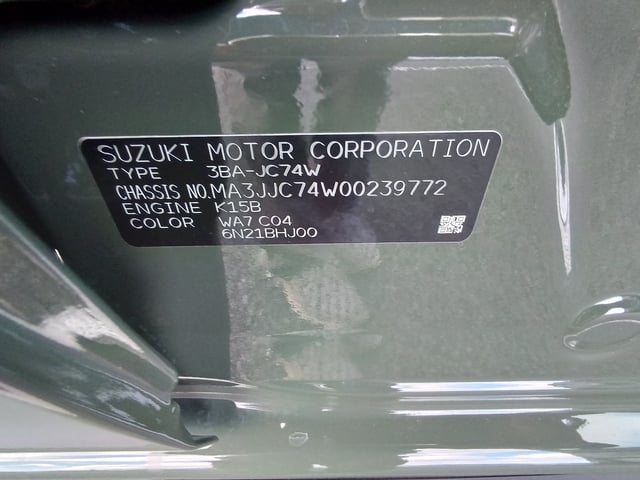 SUZUKI MOTOR CORPORATION
TYPE 3BA-JC74W
CHASSIS NO. MA3JJC74W00239772
ENGINE K15B
COLOR WA7 C04
6N21BHJ00